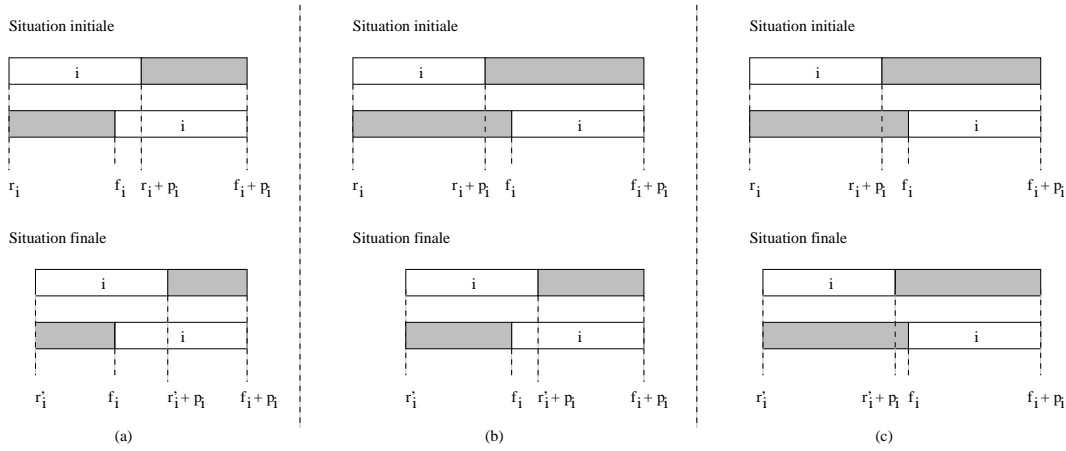 Situation initiale
i
i
r_i f_i r_i + p_i f_i + p_i
Situation finale
i
i
r'_i f_i r'_i + p_i f_i + p_i
(a)
Situation initiale
i
i
r_i r_i + p_i f_i f_i + p_i
Situation finale
i
i
r'_i f_i r'_i + p_i f_i + p_i
(b)
Situation initiale
i
i
r_i r_i + p_i f_i f_i + p_i
Situation finale
i
i
r'_i r'_i + p_i f_i f_i + p_i
(c)